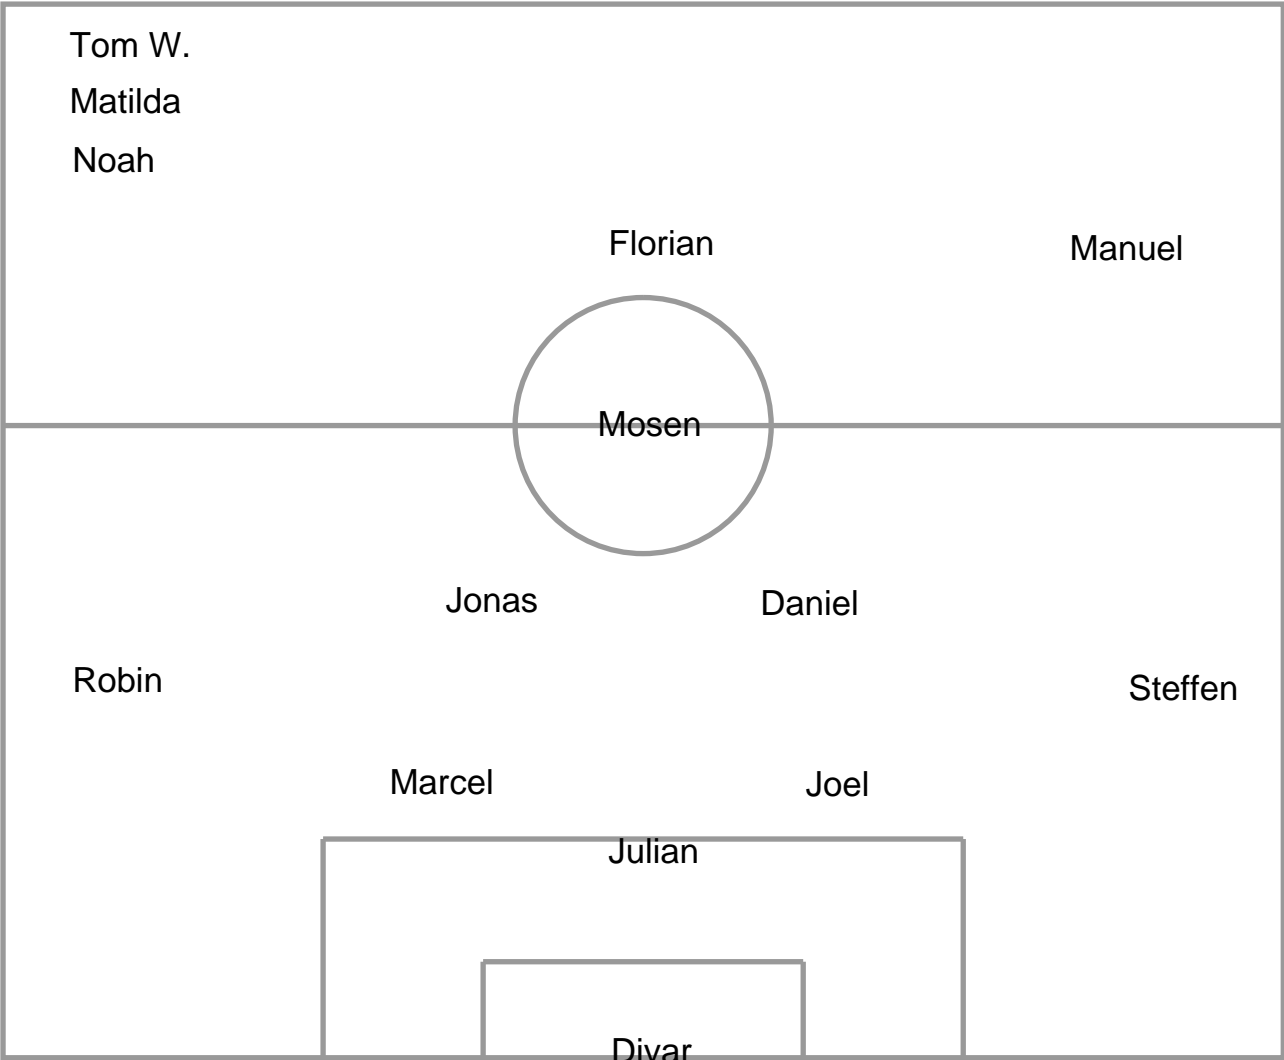 Tom W.
Matilda
Noah
Florian
Manuel
Mosen
Jonas
Daniel
Robin
Steffen
Marcel
Joel
Julian
Divar